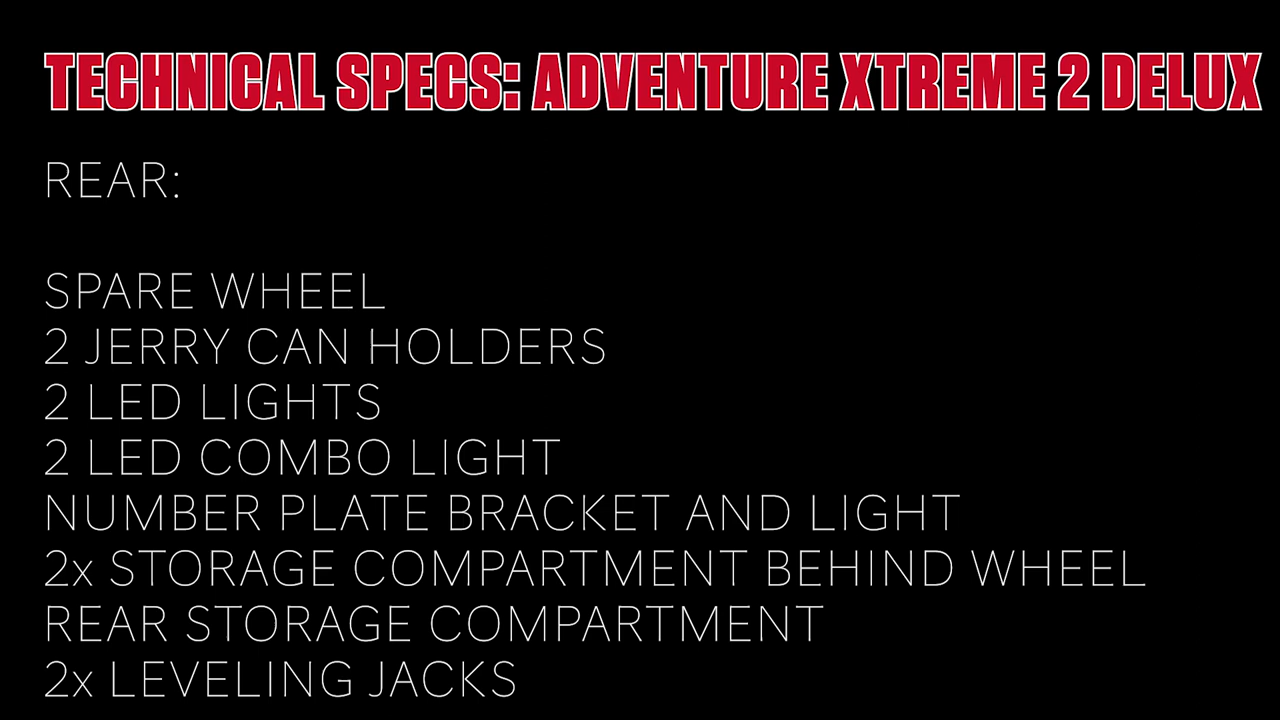 TECHNICAL SPECS: ADVENTURE XTREME 2 DELUX
REAR:
SPARE WHEEL
2 JERRY CAN HOLDERS
2 LED LIGHTS
2 LED COMBO LIGHT
NUMBER PLATE BRACKET AND LIGHT
2x STORAGE COMPARTMENT BEHIND WHEEL
REAR STORAGE COMPARTMENT
2x LEVELING JACKS